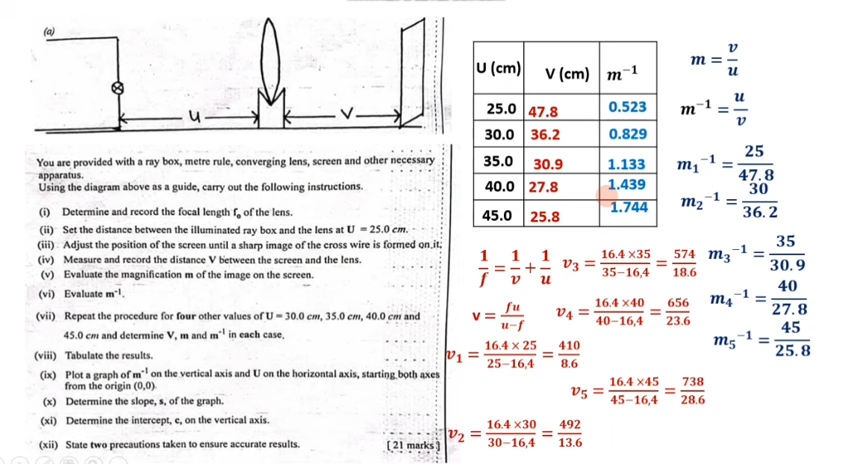 (a)
U
V
You are provided with a ray box, metre rule, converging lens, screen and other necessary
apparatus.
Using the diagram above as a guide, carry out the following instructions.
(i) Determine and record the focal length f₀ of the lens.
(ii) Set the distance between the illuminated ray box and the lens at U = 25.0 cm.
(iii) Adjust the position of the screen until a sharp image of the cross wire is formed on it.
(iv) Measure and record the distance V between the screen and the lens.
(v) Evaluate the magnification m of the image on the screen.
(vi) Evaluate m⁻¹.
(vii) Repeat the procedure for four other values of U = 30.0 cm, 35.0 cm, 40.0 cm and
45.0 cm and determine V, m and m⁻¹ in each case.
(viii) Tabulate the results.
(ix) Plot a graph of m⁻¹ on the vertical axis and U on the horizontal axis, starting both axes
from the origin (0,0).
(x) Determine the slope, s, of the graph.
(xi) Determine the intercept, c, on the vertical axis.
(xii) State two precautions taken to ensure accurate results. [21 marks]
U (cm) V (cm) m⁻¹
25.0 47.8 0.523
30.0 36.2 0.829
35.0 30.9 1.133
40.0 27.8 1.439
45.0 25.8 1.744
m = v/u
m⁻¹ = u/v
m₁⁻¹ = 25/47.8
m₂⁻¹ = 30/36.2
m₃⁻¹ = 35/30.9
m₄⁻¹ = 40/27.8
m₅⁻¹ = 45/25.8
1/f = 1/v + 1/u
v = fu/u−f
v₁ = 16.4 × 25/25−16,4 = 410/8.6
v₂ = 16.4 ×30/30−16,4 = 492/13.6
v₃ = 16.4 ×35/35−16,4 = 574/18.6
v₄ = 16.4 ×40/40−16,4 = 656/23.6
v₅ = 16.4 ×45/45−16,4 = 738/28.6